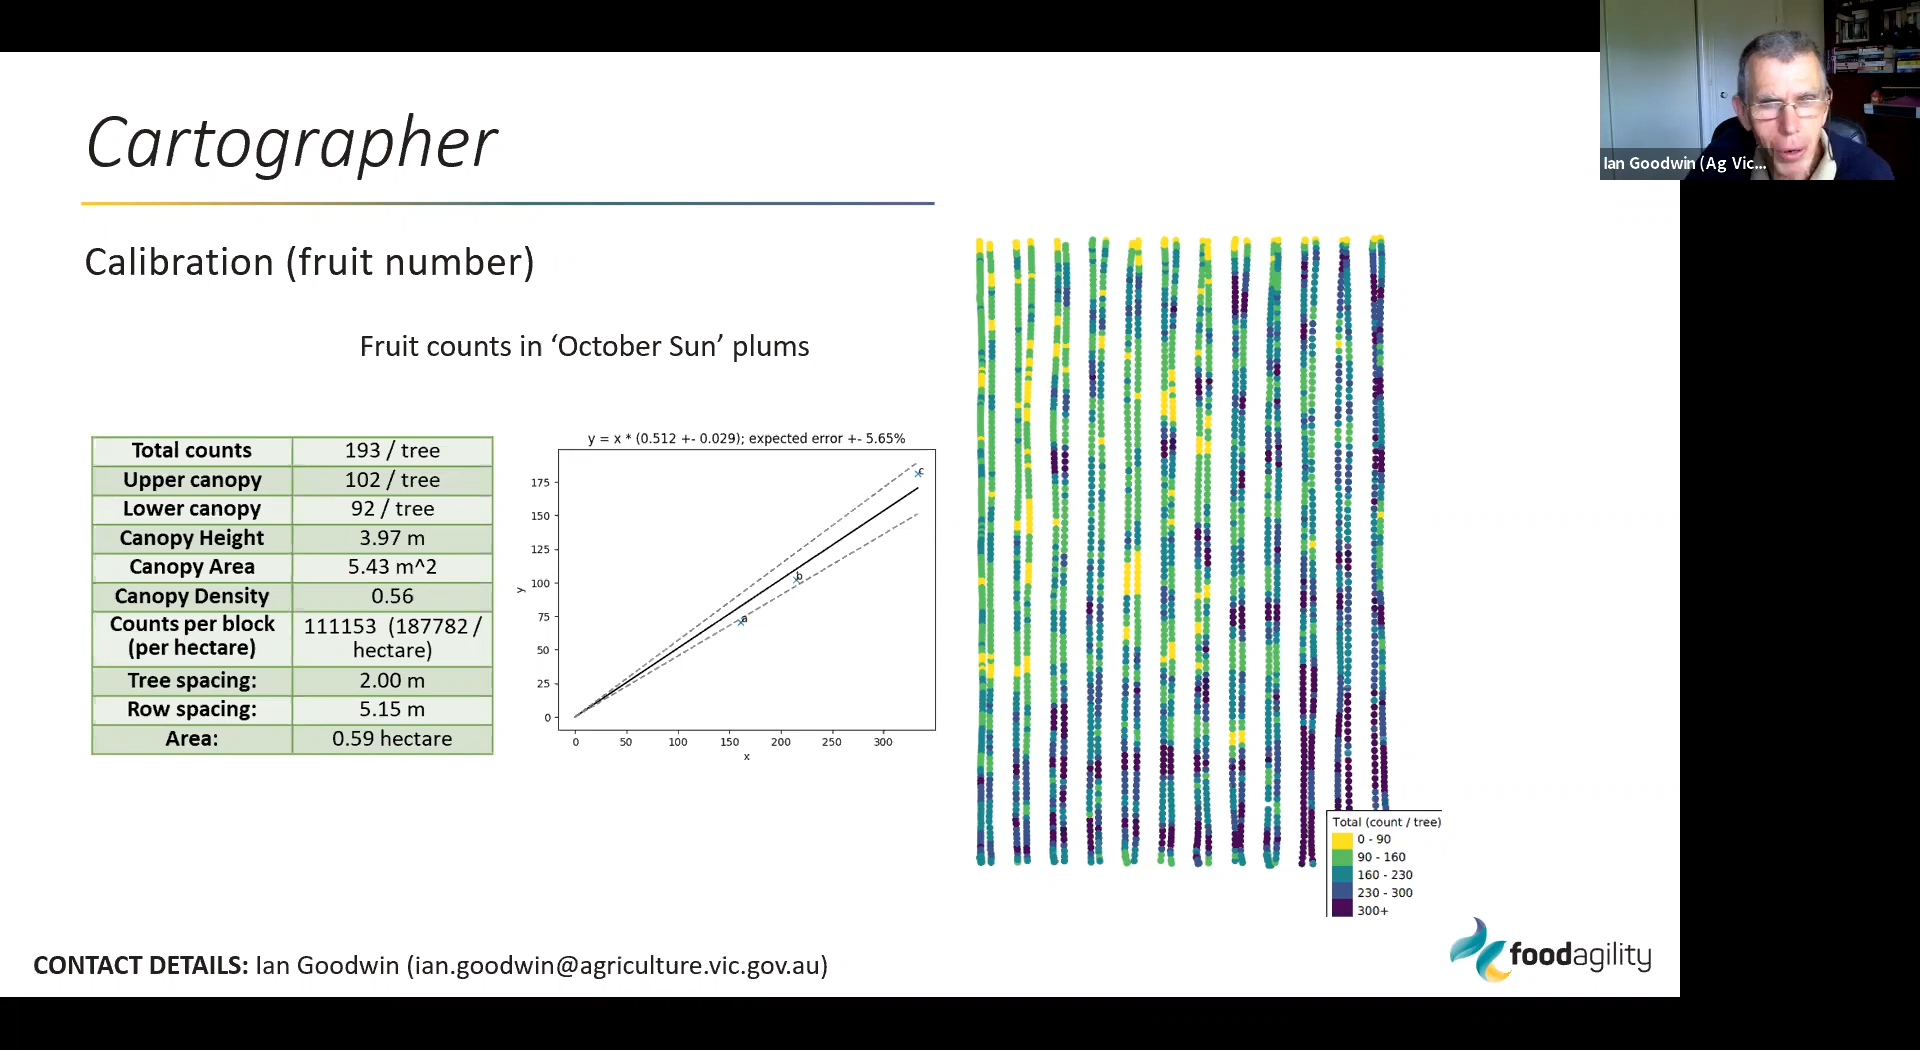 Cartographer
Calibration (fruit number)
Fruit counts in ‘October Sun’ plums
Total counts 193 / tree
Upper canopy 102 / tree
Lower canopy 92 / tree
Canopy Height 3.97 m
Canopy Area 5.43 m^2
Canopy Density 0.56
Counts per block (per hectare) 111153 (187782 / hectare)
Tree spacing: 2.00 m
Row spacing: 5.15 m
Area: 0.59 hectare
y = x * (0.512 +- 0.029); expected error +- 5.65%
175
150
125
100
75
50
25
0
y
a
b
c
0 50 100 150 200 250 300
x
Total (count / tree)
0 - 90
90 - 160
160 - 230
230 - 300
300+
CONTACT DETAILS: Ian Goodwin (ian.goodwin@agriculture.vic.gov.au)
foodagility
Ian Goodwin (Ag Vic...